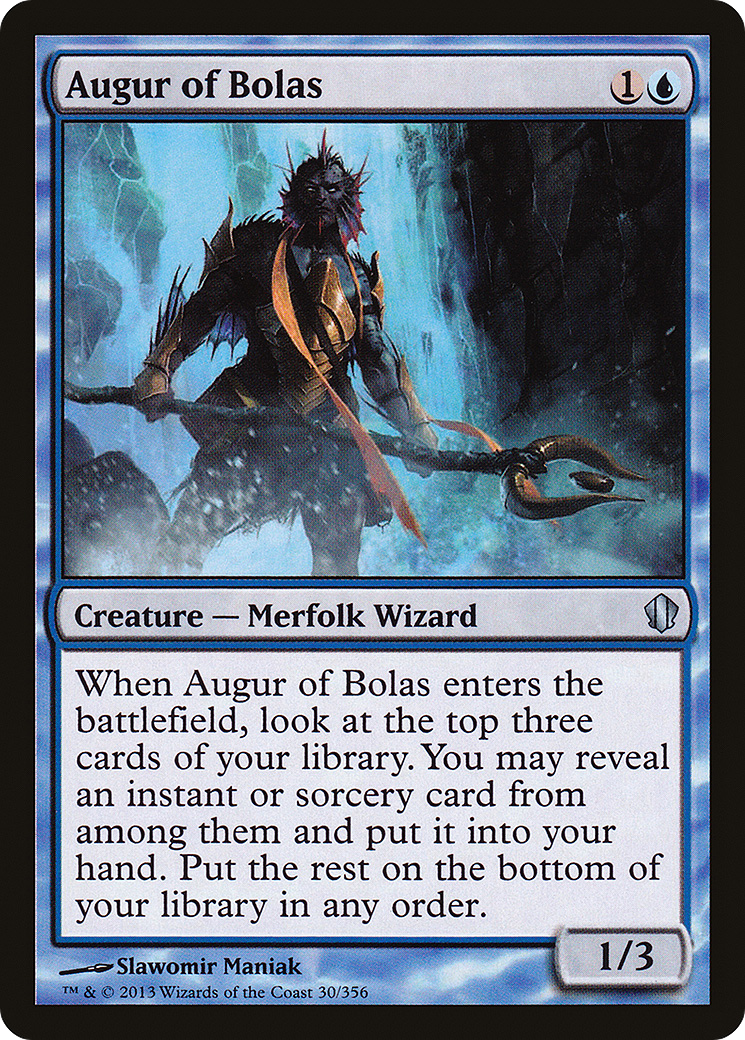 Augur of Bolas
1
Creature — Merfolk Wizard
When Augur of Bolas enters the
battlefield, look at the top three
cards of your library. You may reveal
an instant or sorcery card from
among them and put it into your
hand. Put the rest on the bottom of
your library in any order.
1/3
Slawomir Maniak
™ & © 2013 Wizards of the Coast 30/356